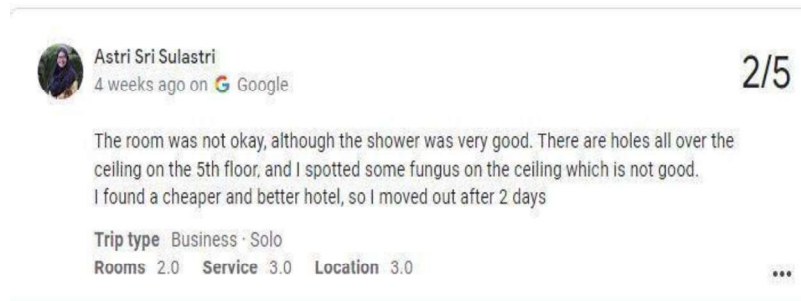 Astri Sri Sulastri
4 weeks ago on G Google
2/5
The room was not okay, although the shower was very good. There are holes all over the
ceiling on the 5th floor, and I spotted some fungus on the ceiling which is not good.
I found a cheaper and better hotel, so I moved out after 2 days
Trip type Business · Solo
Rooms 2.0 Service 3.0 Location 3.0